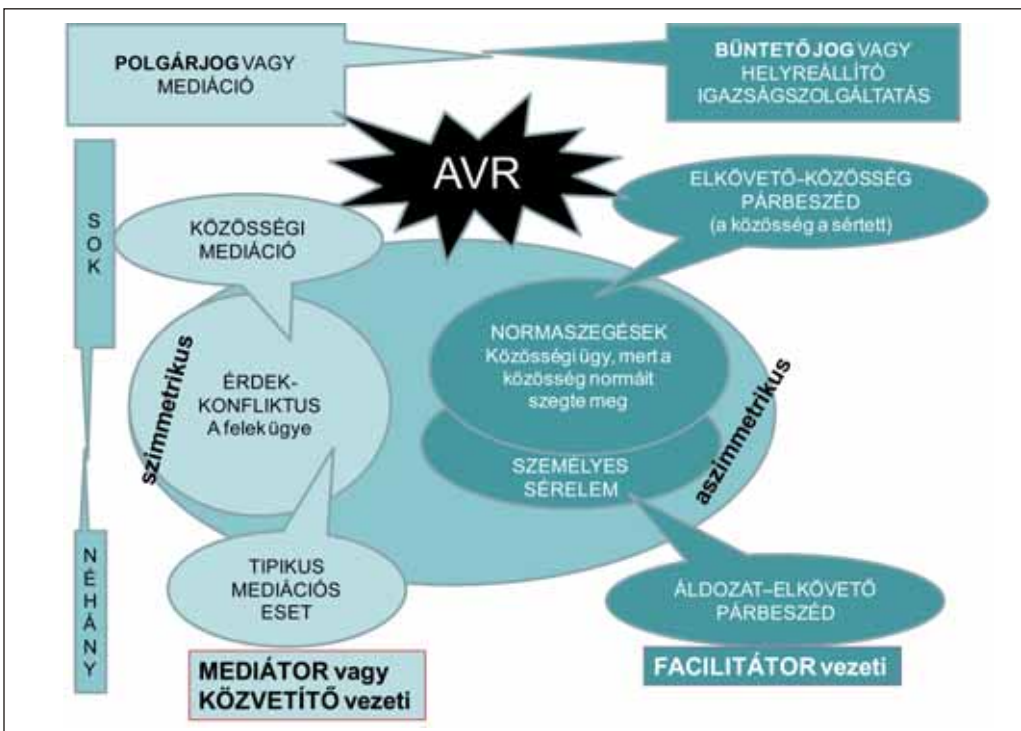 POLGÁRJOG VAGY
MEDIÁCIÓ
BÜNTETŐ JOG VAGY
HELYREÁLLÍTÓ
IGAZSÁGSZOLGÁLTATÁS
AVR
SOK
KÖZÖSSÉGI
MEDIÁCIÓ
ELKÖVETŐ–KÖZÖSSÉG
PÁRBESZÉD
(a közösség a sértett)
szimmetrikus
ÉRDEK-
KONFLIKTUS
A felek ügye
NORMASZEGÉSEK
Közösségi ügy, mert a
közösség normáit
szegte meg
SZEMÉLYES
SÉRELEM
aszimmetrikus
NÉHÁNY
TIPIKUS
MEDIÁCIÓS
ESET
ÁLDOZAT–ELKÖVETŐ
PÁRBESZÉD
MEDIÁTOR vagy
KÖZVETÍTŐ vezeti
FACILITÁTOR vezeti